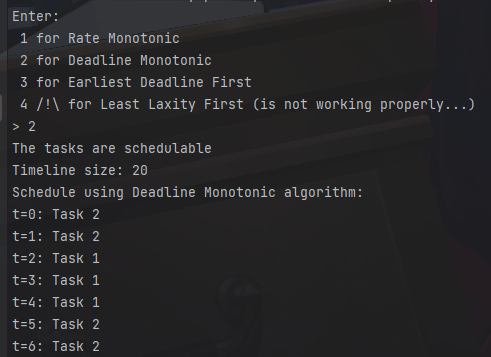 Enter:
1 for Rate Monotonic
2 for Deadline Monotonic
3 for Earliest Deadline First
4 /!\ for Least Laxity First (is not working properly...)
> 2
The tasks are schedulable
Timeline size: 20
Schedule using Deadline Monotonic algorithm:
t=0: Task 2
t=1: Task 2
t=2: Task 1
t=3: Task 1
t=4: Task 1
t=5: Task 2
t=6: Task 2